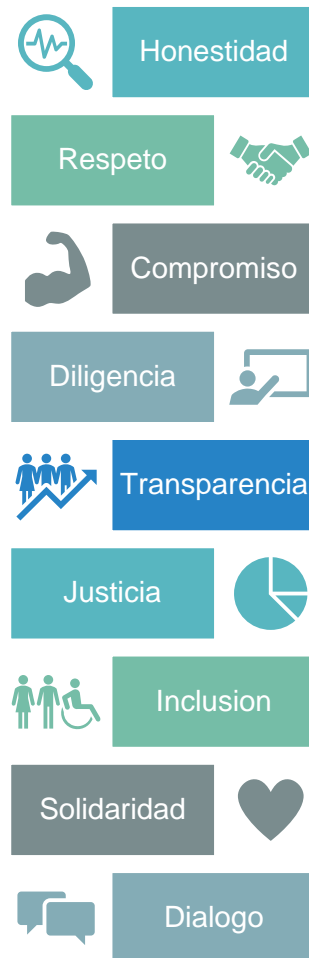 Honestidad
Respeto
Compromiso
Diligencia
Transparencia
Justicia
Inclusion
Solidaridad
Dialogo